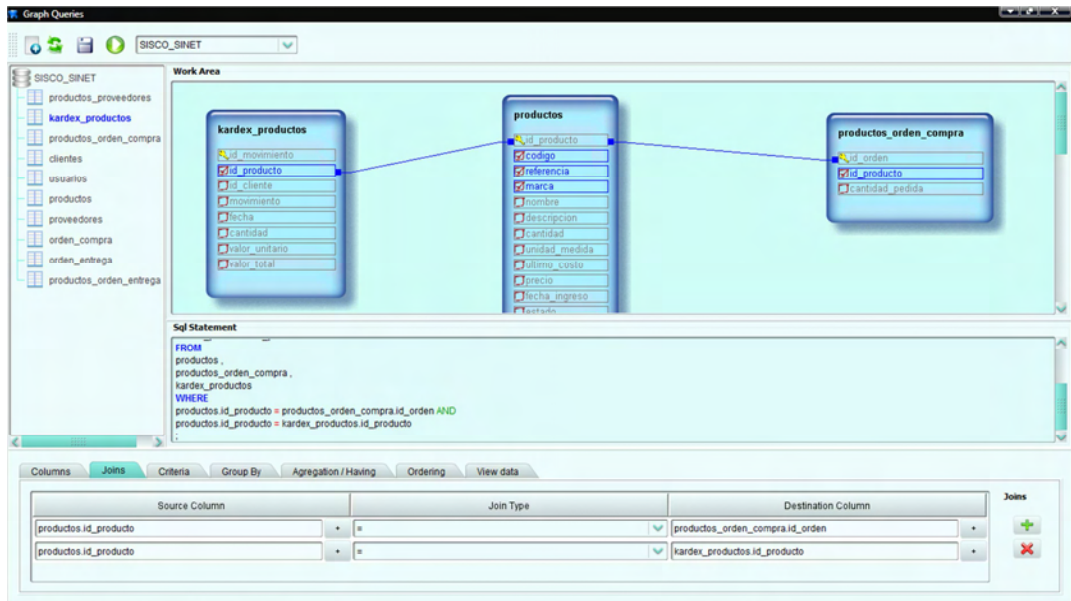 Graph Queries
SISCO_SINET
SISCO_SINET
productos_proveedores
kardex_productos
productos_orden_compra
clientes
usuarios
productos
proveedores
orden_compra
orden_entrega
productos_orden_entrega
Work Area
kardex_productos
id_movimiento
id_producto
id_cliente
movimiento
fecha
cantidad
valor_unitario
valor_total
productos
id_producto
codigo
referencia
marca
nombre
descripcion
cantidad
unidad_medida
ultimo_costo
precio
fecha_ingreso
estado
productos_orden_compra
id_orden
id_producto
cantidad_pedida
Sql Statement
FROM
productos ,
productos_orden_compra ,
kardex_productos
WHERE
productos.id_producto = productos_orden_compra.id_orden AND
productos.id_producto = kardex_productos.id_producto
;
Columns Joins Criteria Group By Agregation / Having Ordering View data
Source Column Join Type Destination Column
productos.id_producto = productos_orden_compra.id_orden
productos.id_producto = kardex_productos.id_producto
Joins